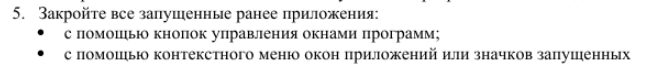 5. Закройте все запущенные ранее приложения:
• с помощью кнопок управления окнами программ;
• с помощью контекстного меню окон приложений или значков запущенных